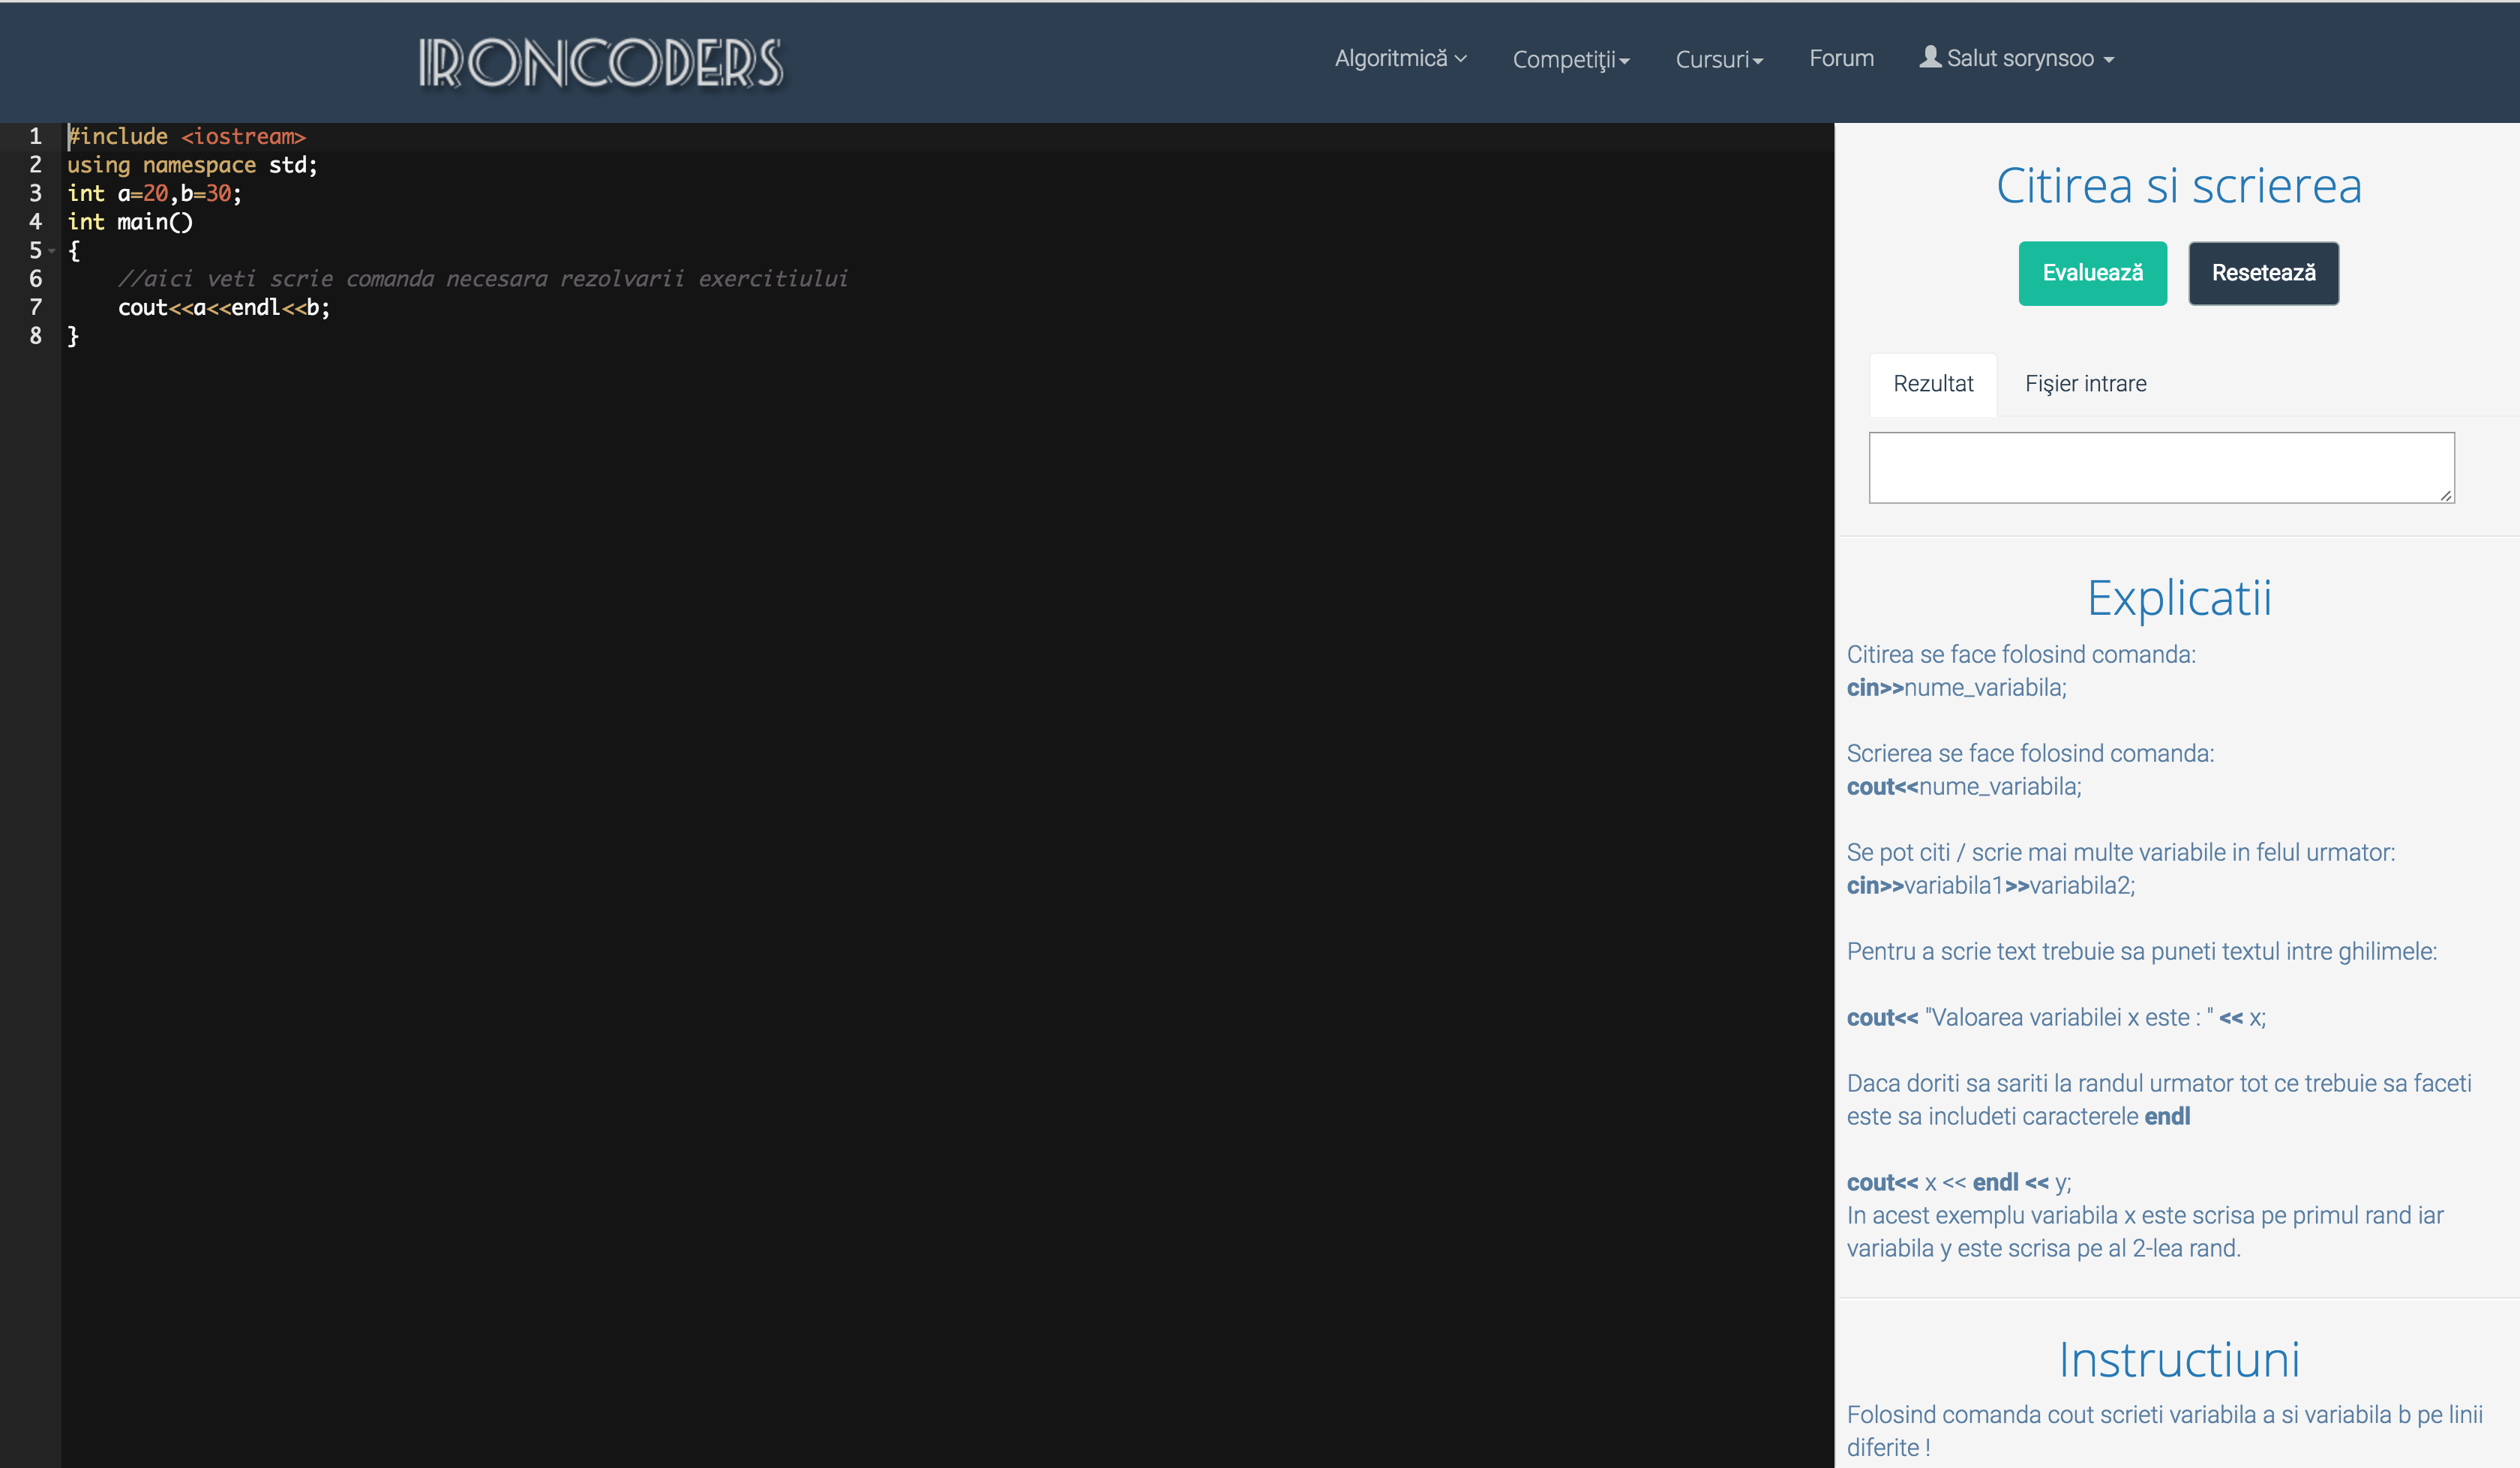 IRONCODERS
Algoritmică Competiţii Cursuri Forum Salut sorynsoo
1 #include <iostream>
2 using namespace std;
3 int a=20,b=30;
4 int main()
5 {
6 //aici veti scrie comanda necesara rezolvarii exercitiului
7 cout<<a<<endl<<b;
8 }
Citirea si scrierea
Evaluează Resetează
Rezultat Fişier intrare
Explicatii
Citirea se face folosind comanda:
cin>>nume_variabila;
Scrierea se face folosind comanda:
cout<<nume_variabila;
Se pot citi / scrie mai multe variabile in felul urmator:
cin>>variabila1>>variabila2;
Pentru a scrie text trebuie sa puneti textul intre ghilimele:
cout<< "Valoarea variabilei x este : " << x;
Daca doriti sa sariti la randul urmator tot ce trebuie sa faceti
este sa includeti caracterele endl
cout<< x << endl << y;
In acest exemplu variabila x este scrisa pe primul rand iar
variabila y este scrisa pe al 2-lea rand.
Instructiuni
Folosind comanda cout scrieti variabila a si variabila b pe linii
diferite !